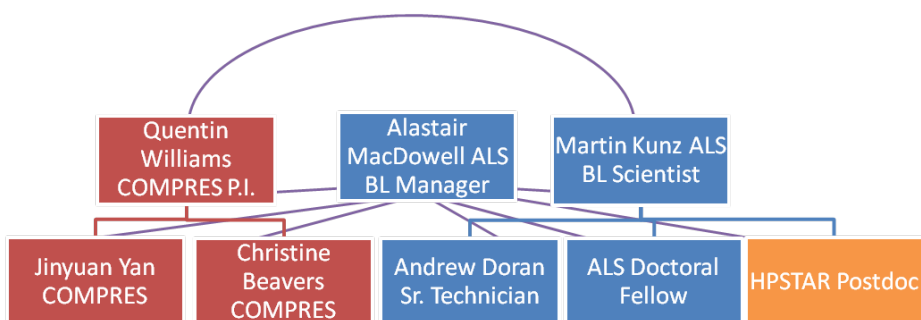 Quentin
Williams
COMPRES P.I.
Alastair
MacDowell ALS
BL Manager
Martin Kunz ALS
BL Scientist
Jinyuan Yan
COMPRES
Christine
Beavers
COMPRES
Andrew Doran
Sr. Technician
ALS Doctoral
Fellow
HPSTAR Postdoc